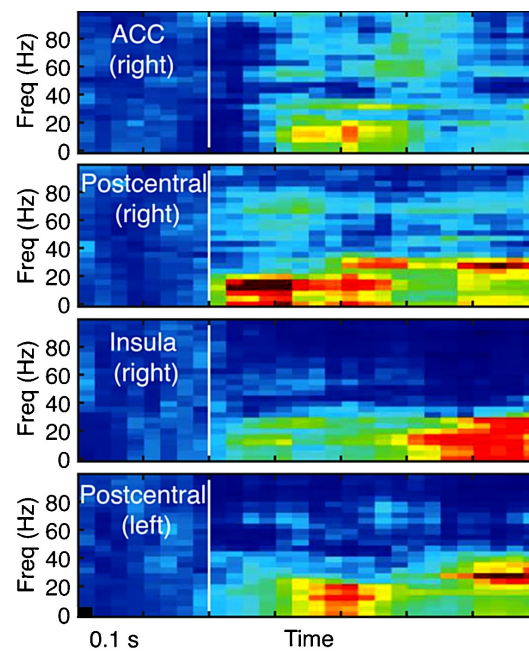 ACC
(right)
Freq (Hz)
80
60
40
20
0
Postcentral
(right)
Freq (Hz)
80
60
40
20
0
Insula
(right)
Freq (Hz)
80
60
40
20
0
Postcentral
(left)
Freq (Hz)
80
60
40
20
0
0.1 s Time